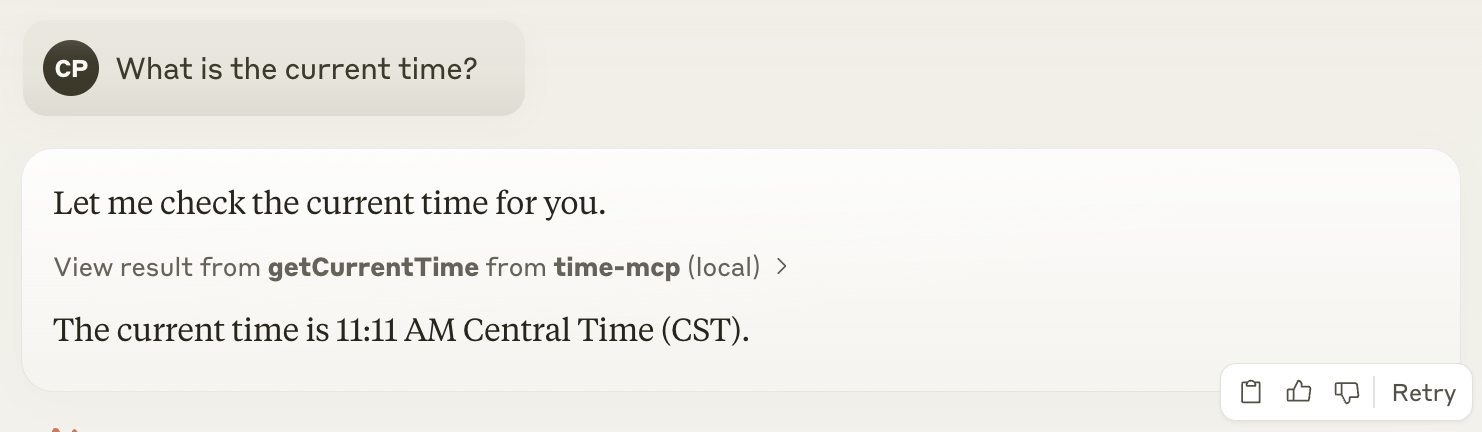 CP What is the current time?
Let me check the current time for you.
View result from getCurrentTime from time-mcp (local)
The current time is 11:11 AM Central Time (CST).
Retry